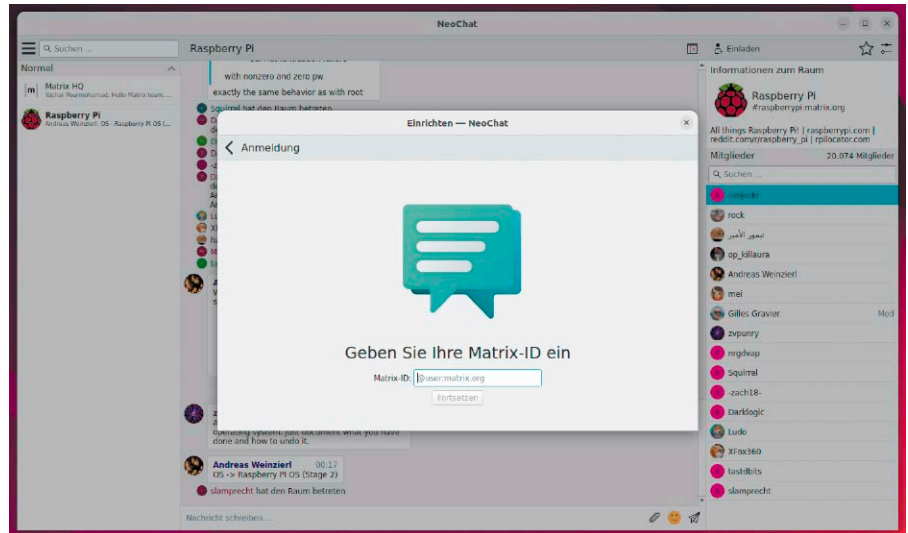 NeoChat
Suchen ...
Raspberry Pi
Einladen
Normal
Matrix HQ
Raspberry Pi
Andreas Weinzierl: OS - Raspberry Pi OS (...
with nonzero and zero pw
exactly the same behavior as with root
Squirrel hat den Raum betreten
Einrichten — NeoChat
Anmeldung
Geben Sie Ihre Matrix-ID ein
Matrix-ID: @user:matrix.org
Fortsetzen
operating system. Just document what you have
done and how to undo it.
Andreas Weinzierl 00:17
OS -> Raspberry Pi OS (Stage 2)
slamprecht hat den Raum betreten
Nachricht schreiben ...
Informationen zum Raum
Raspberry Pi
#raspberrypi:matrix.org
All things Raspberry Pi! | raspberrypi.com |
reddit.com/r/raspberry_pi | rpilocator.com
Mitglieder 20.074 Mitglieder
Suchen ...
rock
تيمور الأمير
op_killaura
Andreas Weinzierl
mei
Gilles Gravier Mod
zvpunry
nrgdvap
Squirrel
-zach18-
Darklogic
Ludo
XFox360
tastdbits
slamprecht